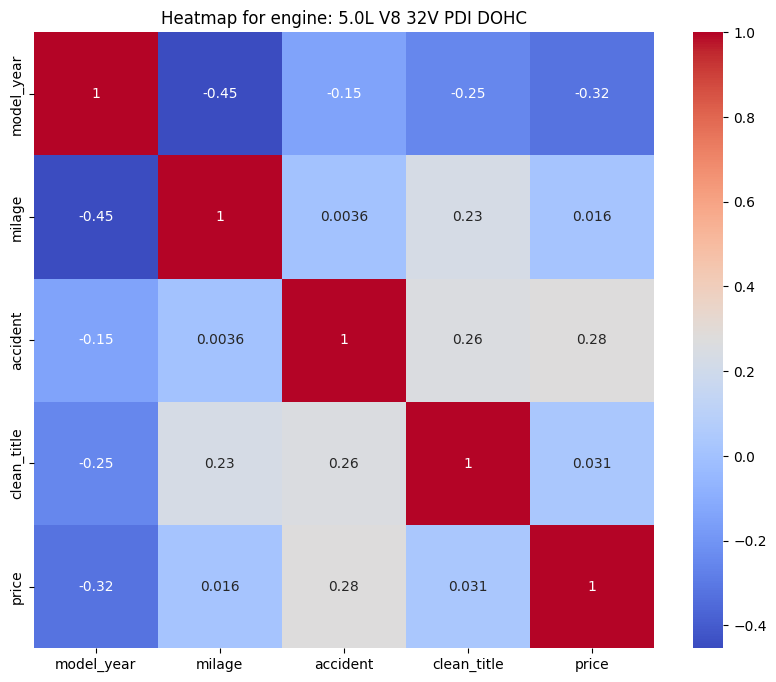 Heatmap for engine: 5.0L V8 32V PDI DOHC
model_year 1 -0.45 -0.15 -0.25 -0.32
milage -0.45 1 0.0036 0.23 0.016
accident -0.15 0.0036 1 0.26 0.28
clean_title -0.25 0.23 0.26 1 0.031
price -0.32 0.016 0.28 0.031 1
model_year milage accident clean_title price
1.0
0.8
0.6
0.4
0.2
0.0
−0.2
−0.4